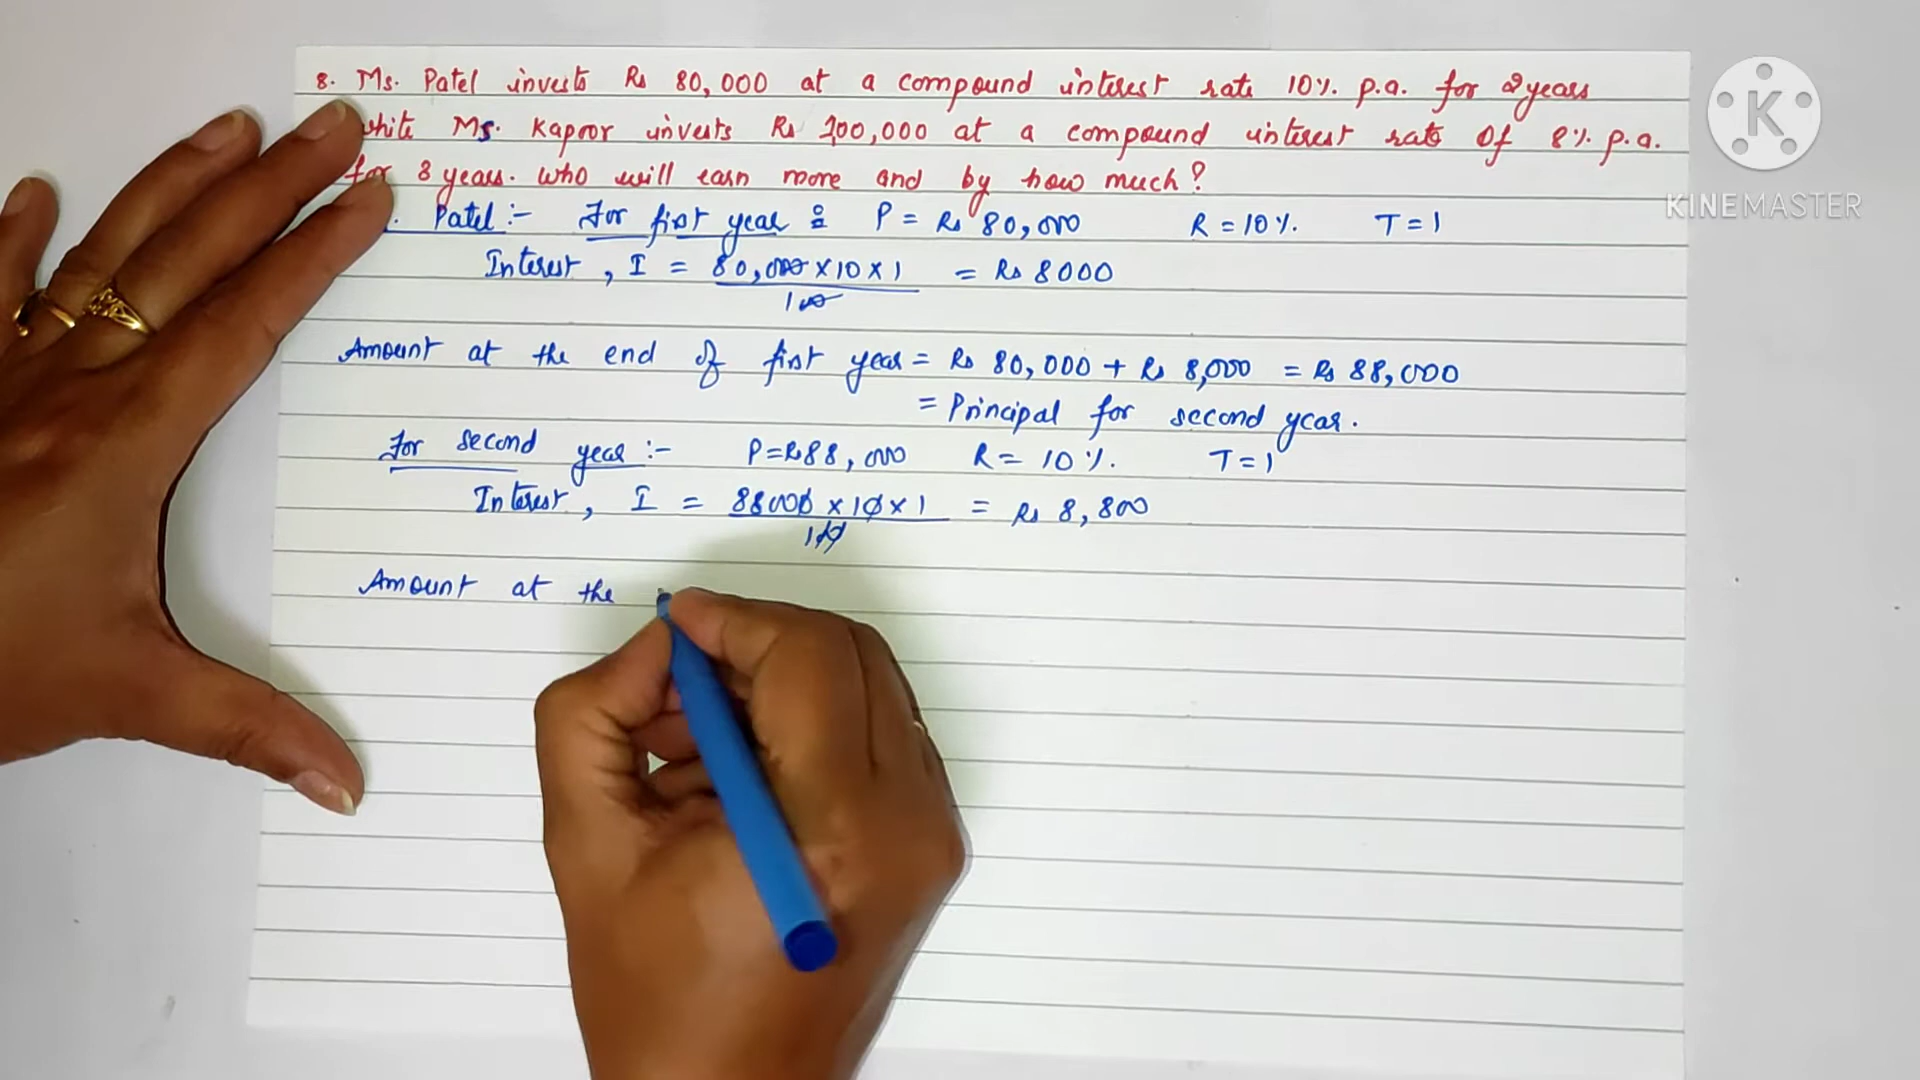 8. Ms. Patel invests Rs 80,000 at a compound interest rate 10% p.a. for 2 years
Ms. Kapoor invests Rs 100,000 at a compound interest rate of 8% p.a.
for 3 years. who will earn more and by how much?
Patel :- For first year : P = Rs 80,000 R = 10% T = 1
Interest, I = 80,000 × 10 × 1 / 100 = Rs 8000
Amount at the end of first year = Rs 80,000 + Rs 8,000 = Rs 88,000
= Principal for second year.
For second year :- P = Rs 88,000 R = 10%. T = 1
Interest, I = 88000 × 10 × 1 / 100 = Rs 8,800
Amount at the
KINEMASTER